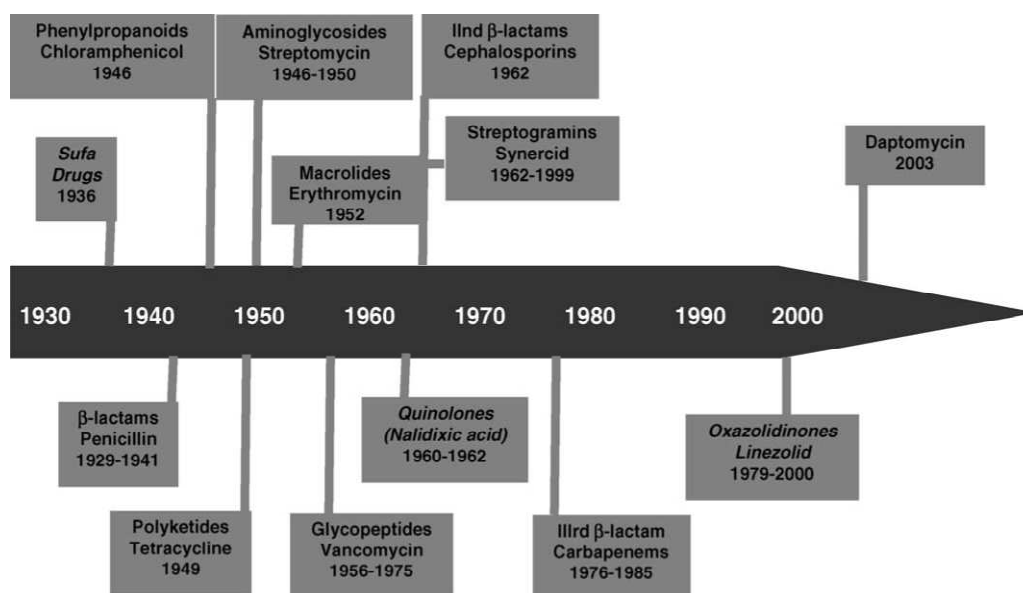 Phenylpropanoids
Chloramphenicol
1946
Aminoglycosides
Streptomycin
1946-1950
IInd β-lactams
Cephalosporins
1962
Sufa
Drugs
1936
Macrolides
Erythromycin
1952
Streptogramins
Synercid
1962-1999
Daptomycin
2003
1930 1940 1950 1960 1970 1980 1990 2000
β-lactams
Penicillin
1929-1941
Quinolones
(Nalidixic acid)
1960-1962
Oxazolidinones
Linezolid
1979-2000
Polyketides
Tetracycline
1949
Glycopeptides
Vancomycin
1956-1975
IIIrd β-lactam
Carbapenems
1976-1985